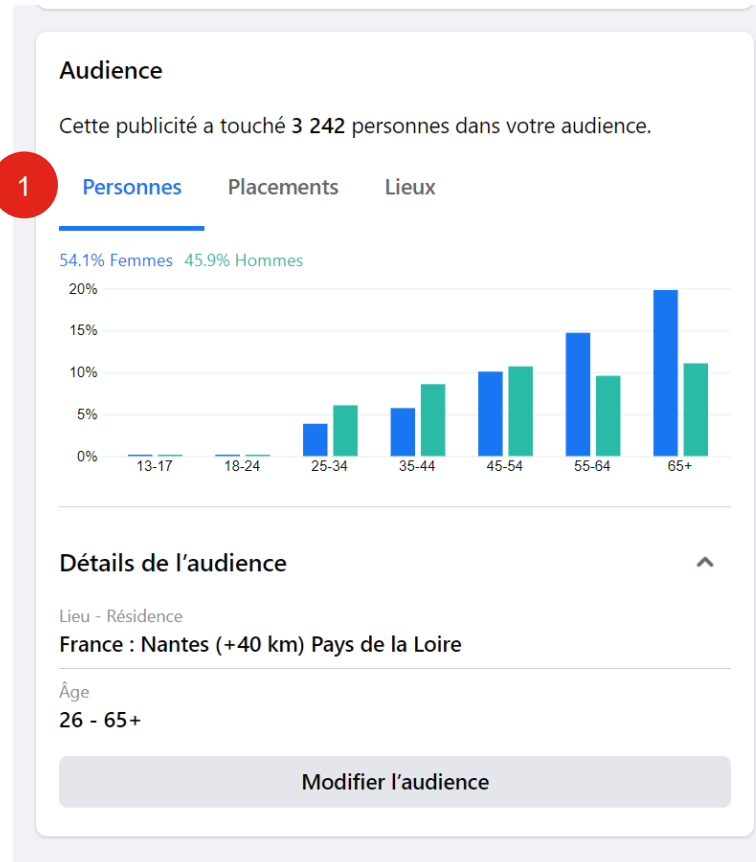 Audience
Cette publicité a touché 3 242 personnes dans votre audience.
1
Personnes Placements Lieux
54.1% Femmes 45.9% Hommes
20%
15%
10%
5%
0%
13-17 18-24 25-34 35-44 45-54 55-64 65+
Détails de l’audience
Lieu - Résidence
France : Nantes (+40 km) Pays de la Loire
Âge
26 - 65+
Modifier l’audience